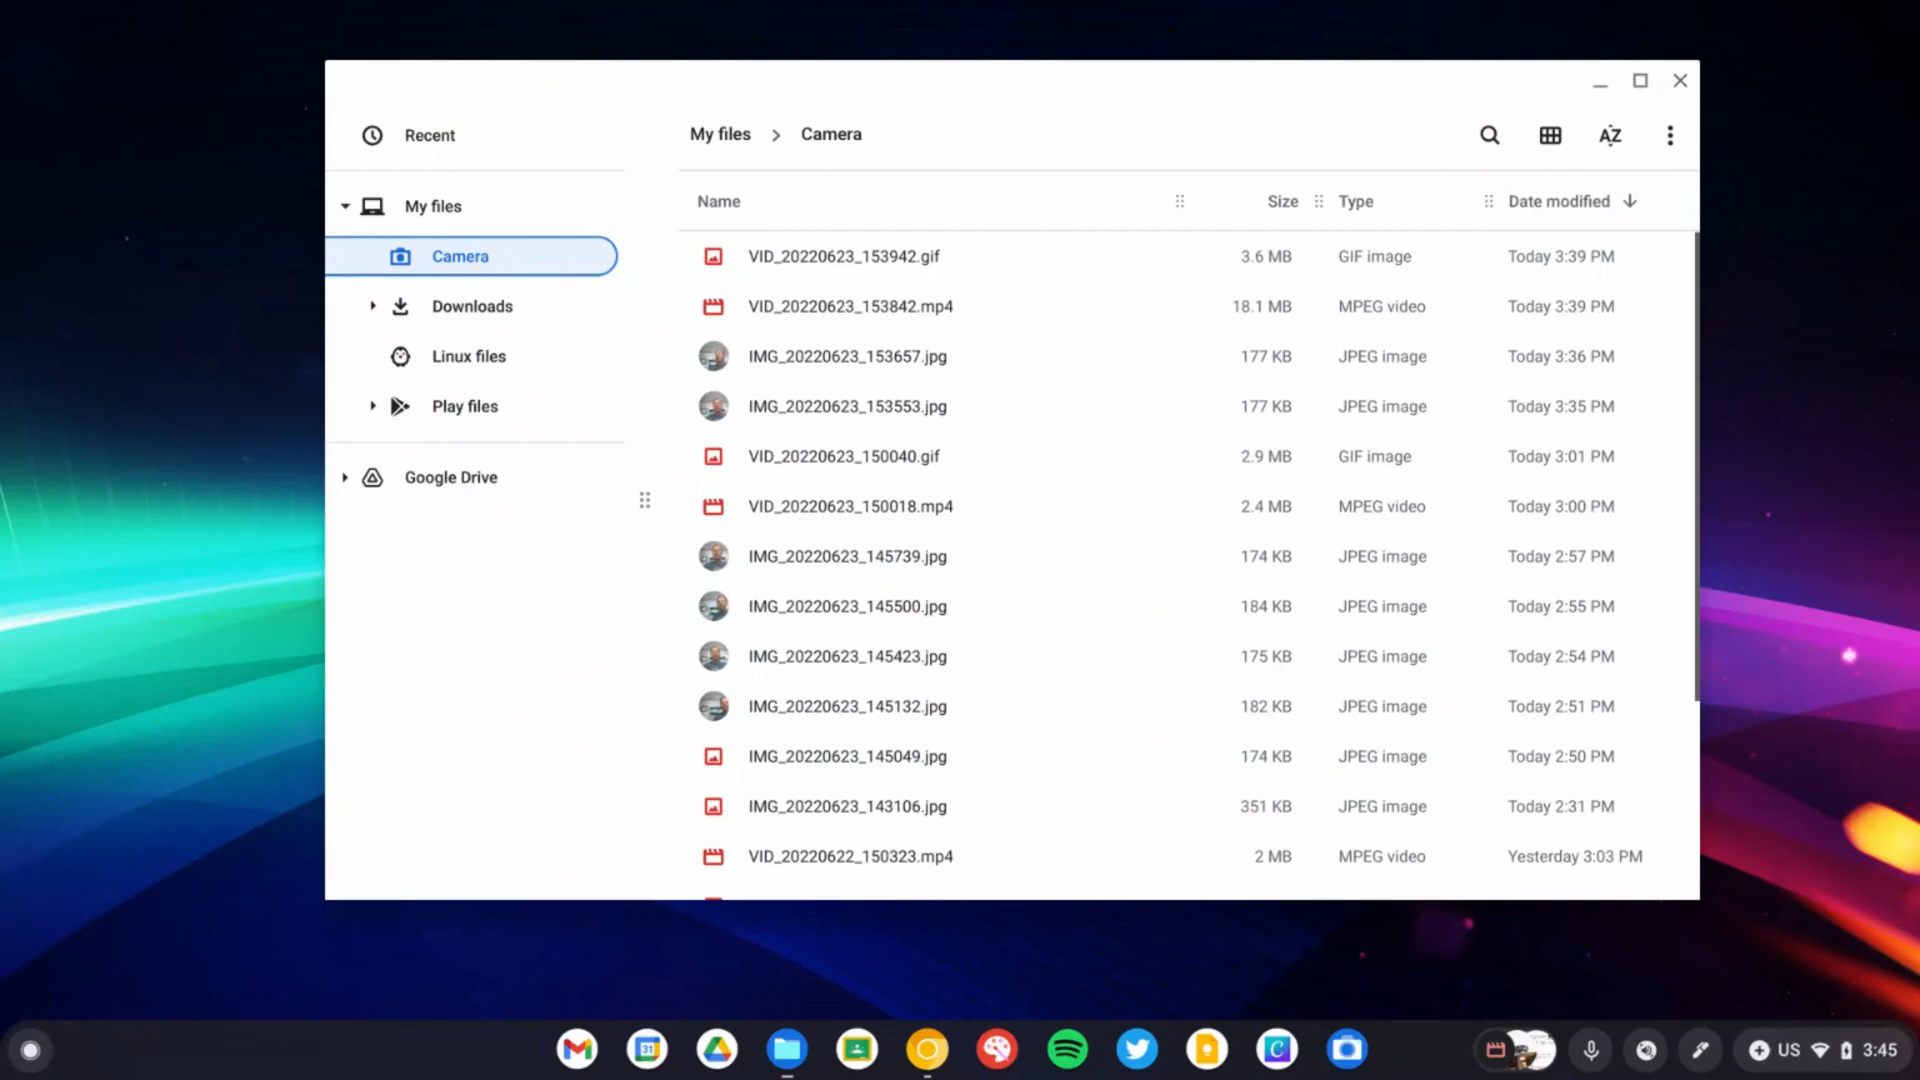 Recent
My files
Camera
Downloads
Linux files
Play files
Google Drive
My files > Camera
AZ
Name Size Type Date modified
VID_20220623_153942.gif 3.6 MB GIF image Today 3:39 PM
VID_20220623_153842.mp4 18.1 MB MPEG video Today 3:39 PM
IMG_20220623_153657.jpg 177 KB JPEG image Today 3:36 PM
IMG_20220623_153553.jpg 177 KB JPEG image Today 3:35 PM
VID_20220623_150040.gif 2.9 MB GIF image Today 3:01 PM
VID_20220623_150018.mp4 2.4 MB MPEG video Today 3:00 PM
IMG_20220623_145739.jpg 174 KB JPEG image Today 2:57 PM
IMG_20220623_145500.jpg 184 KB JPEG image Today 2:55 PM
IMG_20220623_145423.jpg 175 KB JPEG image Today 2:54 PM
IMG_20220623_145132.jpg 182 KB JPEG image Today 2:51 PM
IMG_20220623_145049.jpg 174 KB JPEG image Today 2:50 PM
IMG_20220623_143106.jpg 351 KB JPEG image Today 2:31 PM
VID_20220622_150323.mp4 2 MB MPEG video Yesterday 3:03 PM
31
C
US 3:45